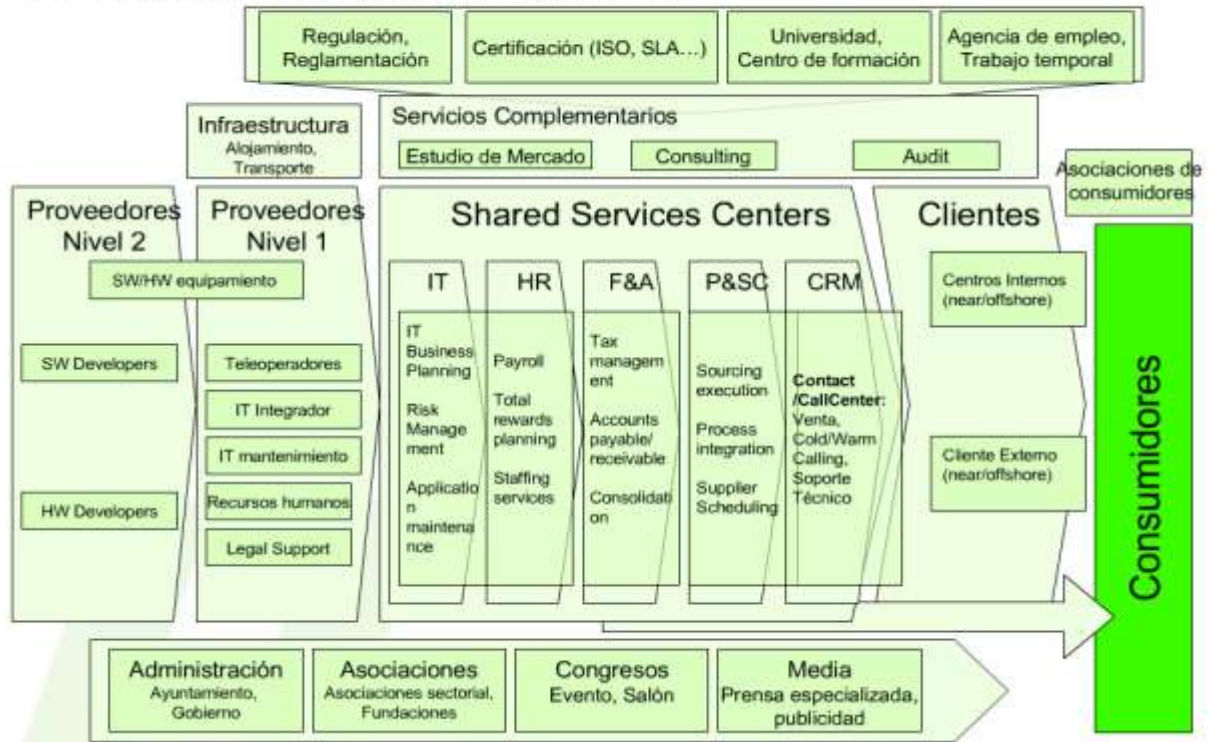 Regulación,
Reglamentación
Certificación (ISO, SLA…)
Universidad,
Centro de formación
Agencia de empleo,
Trabajo temporal
Infraestructura
Alojamiento,
Transporte
Servicios Complementarios
Estudio de Mercado
Consulting
Audit
Asociaciones de
consumidores
Proveedores
Nivel 2
Proveedores
Nivel 1
Shared Services Centers
Clientes
SW/HW equipamiento
SW Developers
HW Developers
Teleoperadores
IT Integrador
IT mantenimiento
Recursos humanos
Legal Support
IT
IT
Business
Planning
Risk
Manage
ment
Applicatio
n
maintena
nce
HR
Payroll
Total
rewards
planning
Staffing
services
F&A
Tax
managem
ent
Accounts
payable/
receivable
Consolidati
on
P&SC
Sourcing
execution
Process
integration
Supplier
Scheduling
CRM
Contact
/CallCenter:
Venta,
Cold/Warm
Calling,
Soporte
Técnico
Centros Internos
(near/offshore)
Cliente Externo
(near/offshore)
Consumidores
Administración
Ayuntamiento,
Gobierno
Asociaciones
Asociaciones sectorial,
Fundaciones
Congresos
Evento, Salón
Media
Prensa especializada,
publicidad